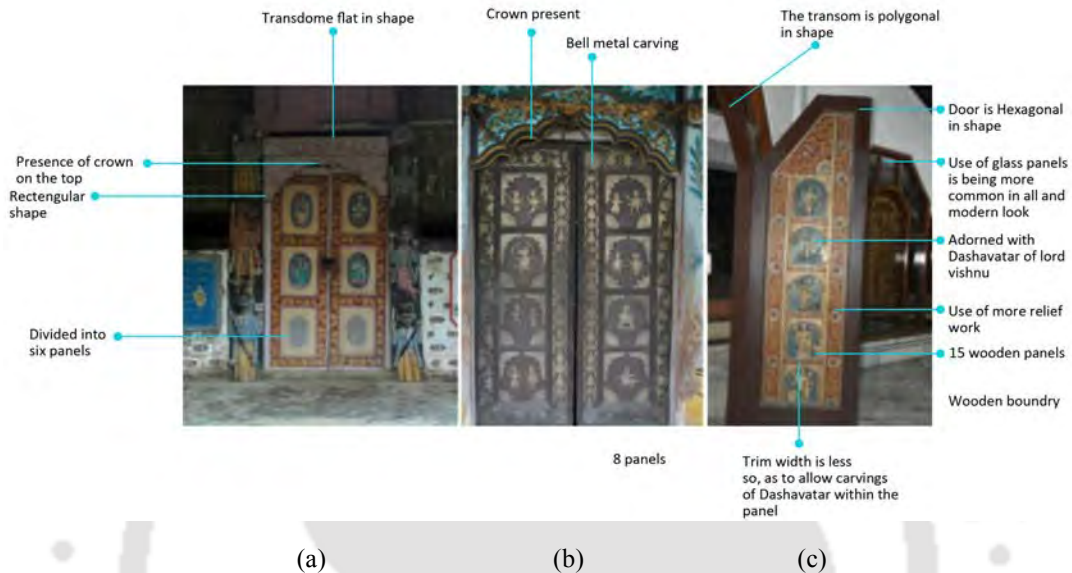 Transdome flat in shape
Crown present
Bell metal carving
The transom is polygonal
in shape
Presence of crown
on the top
Rectengular
shape
Divided into
six panels
Door is Hexagonal
in shape
Use of glass panels
is being more
common in all and
modern look
Adorned with
Dashavatar of lord
vishnu
Use of more relief
work
15 wooden panels
Wooden boundry
8 panels
Trim width is less
so, as to allow carvings
of Dashavatar within the
panel
(a)
(b)
(c)